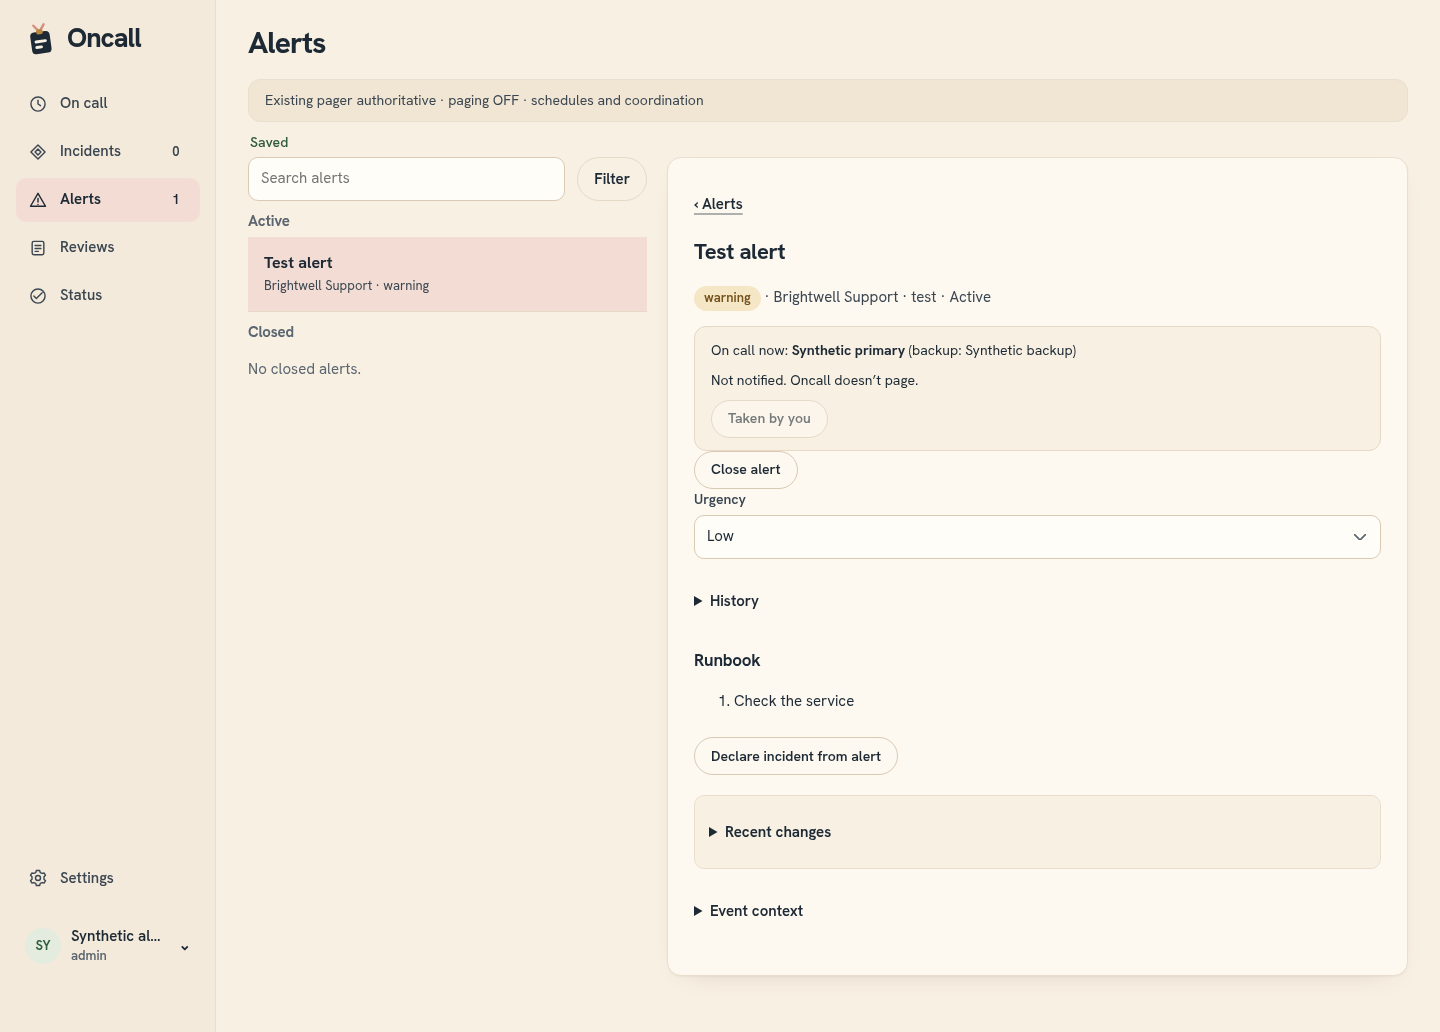 Oncall
On call
Incidents 0
Alerts 1
Reviews
Status
Settings
SY
Synthetic al...
admin
Alerts
Existing pager authoritative · paging OFF · schedules and coordination
Saved
Search alerts
Filter
Active
Test alert
Brightwell Support · warning
Closed
No closed alerts.
‹ Alerts
Test alert
warning · Brightwell Support · test · Active
On call now: Synthetic primary (backup: Synthetic backup)
Not notified. Oncall doesn’t page.
Taken by you
Close alert
Urgency
Low
History
Runbook
1. Check the service
Declare incident from alert
Recent changes
Event context